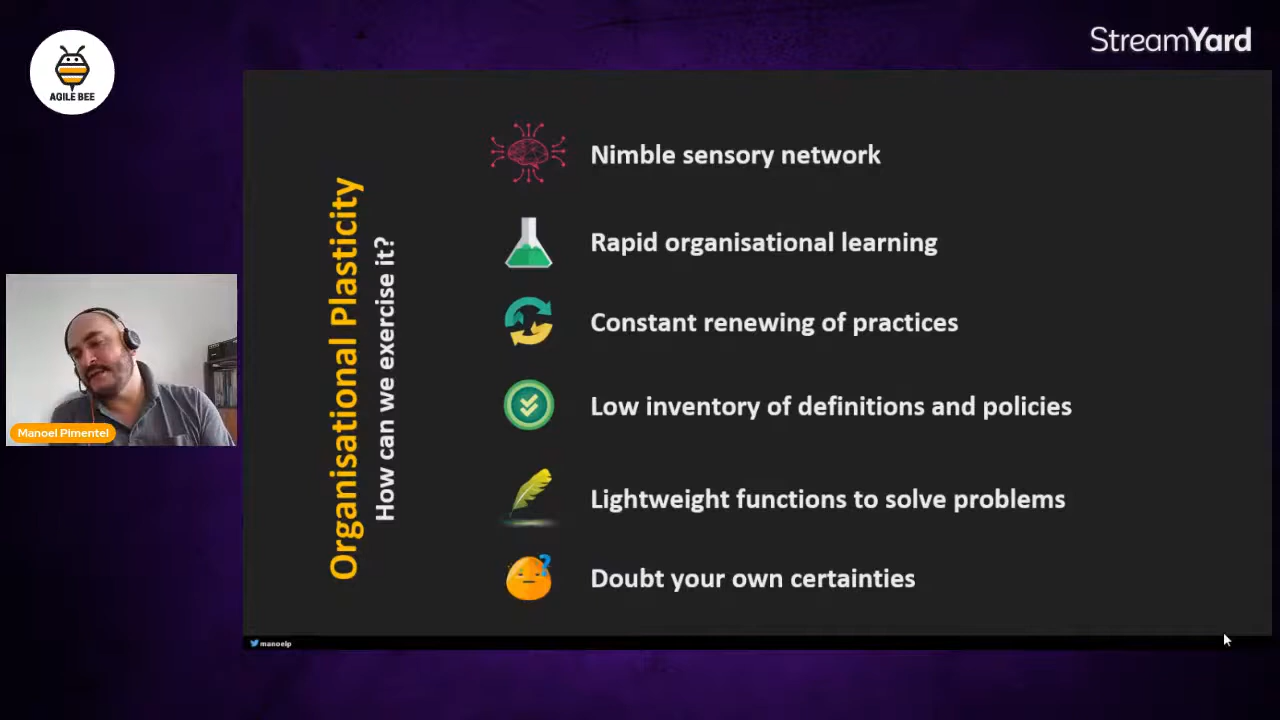 AGILE BEE
StreamYard
Organisational Plasticity
How can we exercise it?
Nimble sensory network
Rapid organisational learning
Constant renewing of practices
Low inventory of definitions and policies
Lightweight functions to solve problems
?
Doubt your own certainties
Manoel Pimentel
manoelp